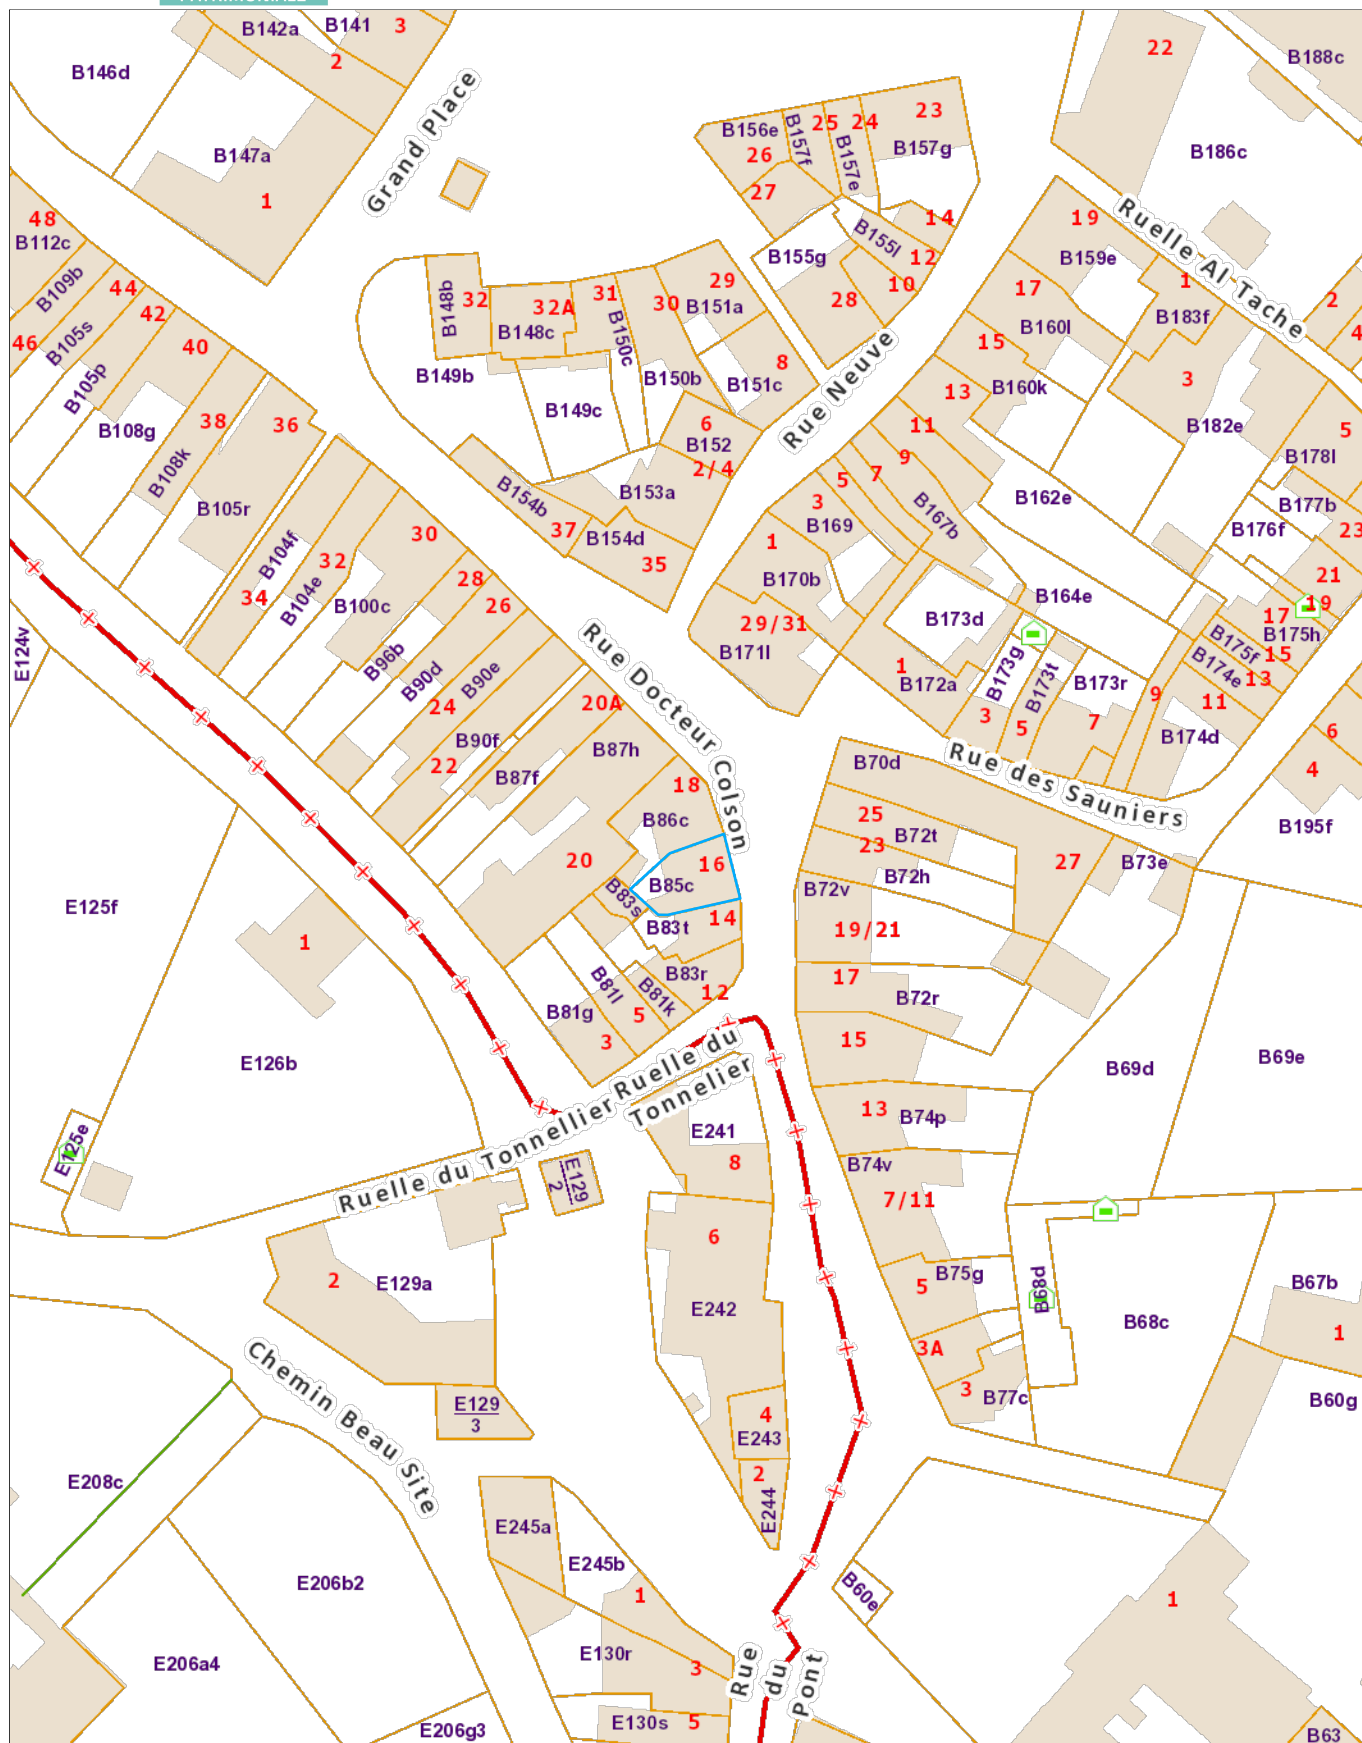 B142a
B141
3
2
B146d
22
B188c
Grand Place
B147a
1
B156e
26
B157f
25
B157e
24
23
B157g
27
B186c
48
B112c
B109b
44
42
46
B105s
40
B105p
B108g
38
B108k
36
B105r
14
B155l
12
B155g
10
28
19
B159e
Ruelle Al Tache
17
B160l
1
B183f
2
4
B148b
32
32A
B148c
31
B150c
30
29
B151a
B149b
B149c
B150b
8
B151c
6
B152
2/4
Rue Neuve
15
13
B160k
11
3
B182e
5
B178l
B154b
37
B153a
B154d
35
9
7
5
3
B169
B167b
B162e
B177b
B176f
23
B104f
32
30
34
B104e
B100c
28
26
B96b
B90d
B90e
24
B90f
22
1
B170b
29/31
B171l
B164e
B173d
21
19
17
B175h
B175f
15
B174e
13
11
B174d
1
B172a
B173g
3
B173t
5
B173r
7
9
E124v
Rue Docteur Colson
20A
B87h
B87f
18
B86c
16
B85c
20
B83s
14
B83t
Rue des Sauniers
B70d
25
B72t
23
B72h
B72v
27
B73e
6
4
B195f
19/21
17
B72r
E125f
1
B83r
12
B81l
B81k
B81g
5
3
15
B69d
B69e
E126b
Ruelle du Tonnelier
Ruelle du Tonnellier
13
B74p
E125e
E241
8
E129
2
B74v
7/11
6
E242
2
E129a
5
B75g
B68d
B68c
B67b
1
3A
3
B77c
B60g
Chemin Beau Site
E129
3
4
E243
2
E244
E208c
E245a
E245b
E206b2
1
B60e
1
E206a4
E130r
3
Rue du Pont
E206g3
E130s
5
B63